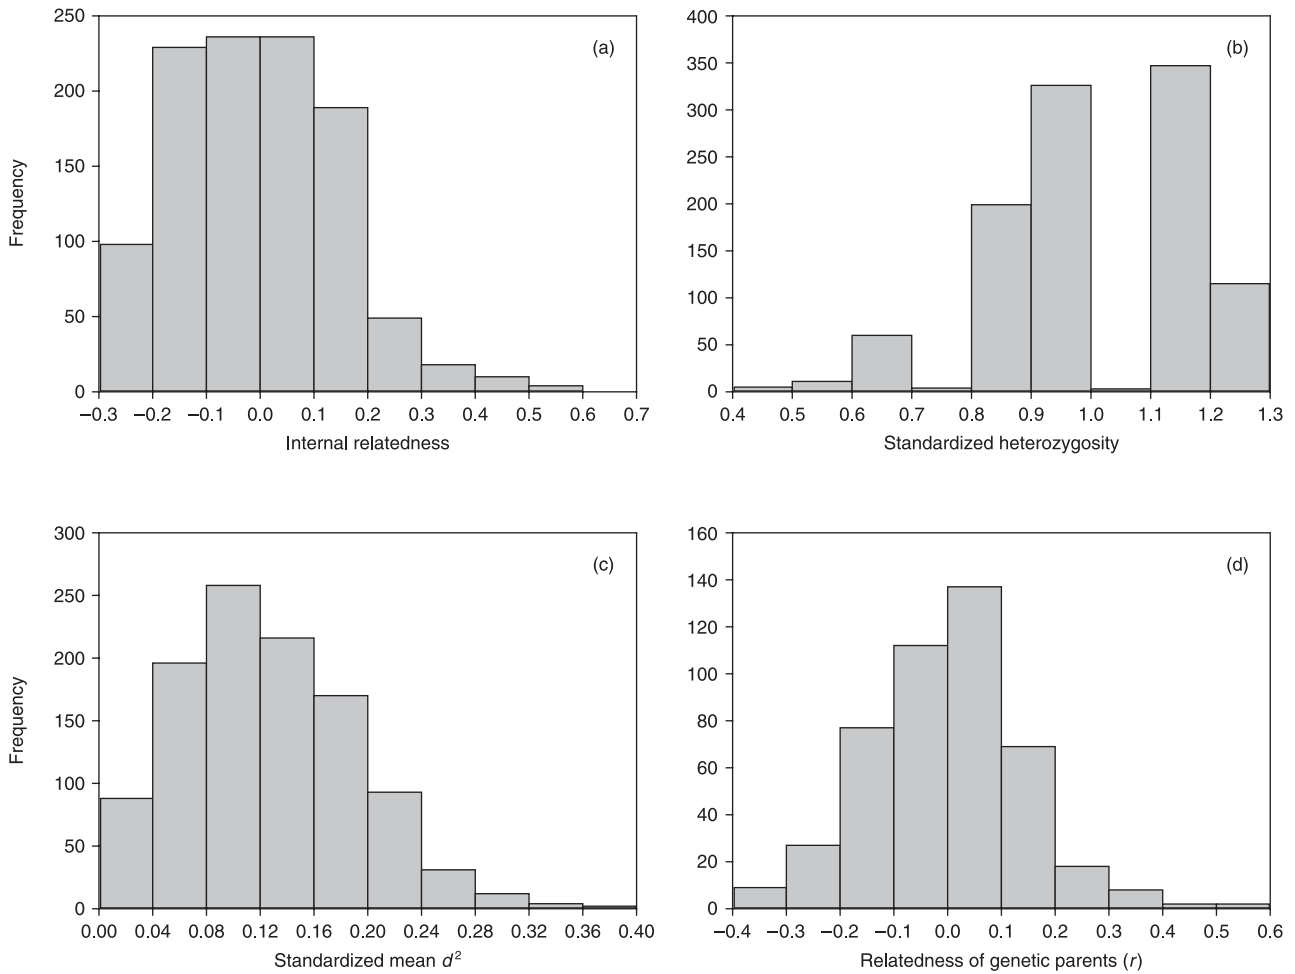 250
200
150
100
50
0
Frequency
(a)
−0.3 −0.2 −0.1 0.0 0.1 0.2 0.3 0.4 0.5 0.6 0.7
Internal relatedness
400
350
300
250
200
150
100
50
0
(b)
0.4 0.5 0.6 0.7 0.8 0.9 1.0 1.1 1.2 1.3
Standardized heterozygosity
300
250
200
150
100
50
0
Frequency
(c)
0.00 0.04 0.08 0.12 0.16 0.20 0.24 0.28 0.32 0.36 0.40
Standardized mean d²
160
140
120
100
80
60
40
20
0
(d)
−0.4 −0.3 −0.2 −0.1 0.0 0.1 0.2 0.3 0.4 0.5 0.6
Relatedness of genetic parents (r)